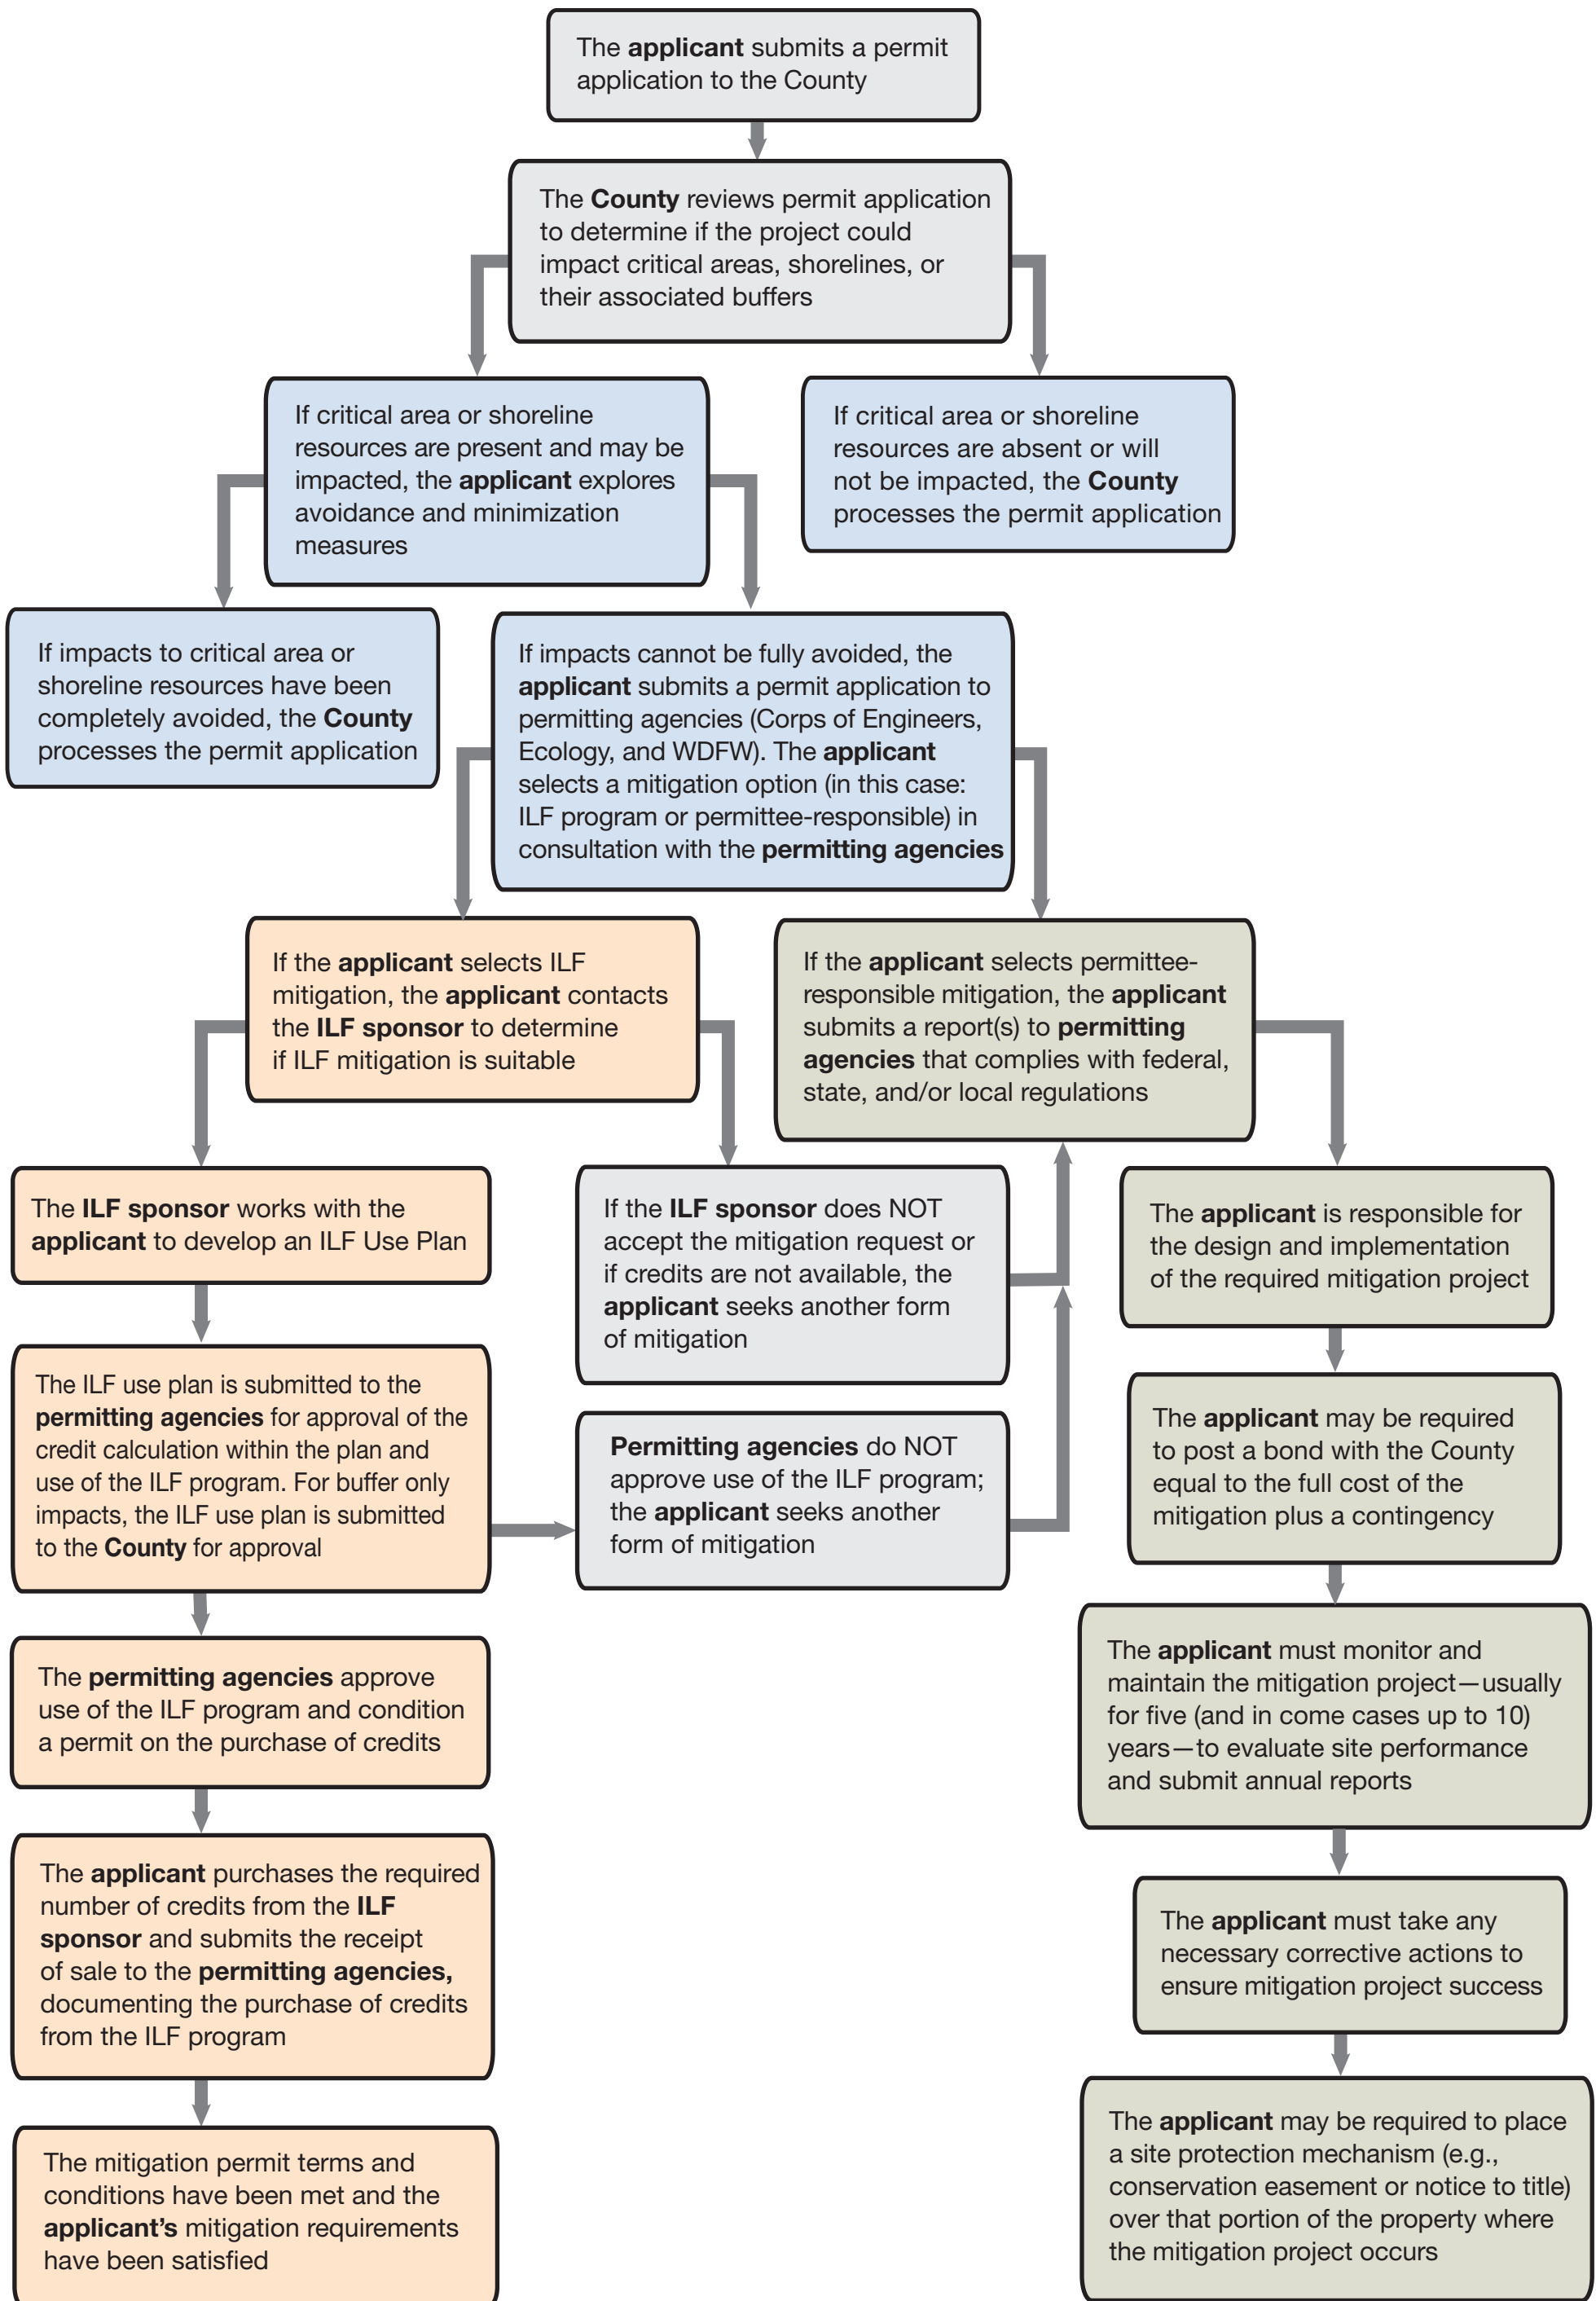 The applicant submits a permit
application to the County
The County reviews permit application
to determine if the project could
impact critical areas, shorelines, or
their associated buffers
If critical area or shoreline
resources are present and may be
impacted, the applicant explores
avoidance and minimization
measures
If critical area or shoreline
resources are absent or will
not be impacted, the County
processes the permit application
If impacts to critical area or
shoreline resources have been
completely avoided, the County
processes the permit application
If impacts cannot be fully avoided, the
applicant submits a permit application to
permitting agencies (Corps of Engineers,
Ecology, and WDFW). The applicant
selects a mitigation option (in this case:
ILF program or permittee-responsible) in
consultation with the permitting agencies
If the applicant selects ILF
mitigation, the applicant contacts
the ILF sponsor to determine
if ILF mitigation is suitable
If the applicant selects permittee-
responsible mitigation, the applicant
submits a report(s) to permitting
agencies that complies with federal,
state, and/or local regulations
The ILF sponsor works with the
applicant to develop an ILF Use Plan
If the ILF sponsor does NOT
accept the mitigation request or
if credits are not available, the
applicant seeks another form
of mitigation
The applicant is responsible for
the design and implementation
of the required mitigation project
The ILF use plan is submitted to the
permitting agencies for approval of the
credit calculation within the plan and
use of the ILF program. For buffer only
impacts, the ILF use plan is submitted
to the County for approval
Permitting agencies do NOT
approve use of the ILF program;
the applicant seeks another
form of mitigation
The applicant may be required
to post a bond with the County
equal to the full cost of the
mitigation plus a contingency
The permitting agencies approve
use of the ILF program and condition
a permit on the purchase of credits
The applicant must monitor and
maintain the mitigation project—usually
for five (and in come cases up to 10)
years—to evaluate site performance
and submit annual reports
The applicant purchases the required
number of credits from the ILF
sponsor and submits the receipt
of sale to the permitting agencies,
documenting the purchase of credits
from the ILF program
The applicant must take any
necessary corrective actions to
ensure mitigation project success
The mitigation permit terms and
conditions have been met and the
applicant's mitigation requirements
have been satisfied
The applicant may be required to place
a site protection mechanism (e.g.,
conservation easement or notice to title)
over that portion of the property where
the mitigation project occurs